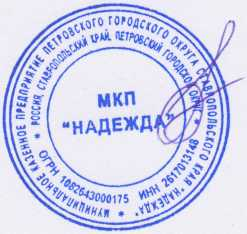 МУНИЦИПАЛЬНОЕ КАЗЕННОЕ ПРЕДПРИЯТИЕ ПЕТРОВСКОГО ГОРОДСКОГО ОКРУГА СТАВРОПОЛЬСКОГО КРАЯ "НАДЕЖДА" *
* РОССИЯ, СТАВРОПОЛЬСКИЙ КРАЙ, ПЕТРОВСКИЙ ГОРОДСКОЙ ОКРУГ
ОГРН 1082643000175 ИНН 2617013148
МКП
"НАДЕЖДА"